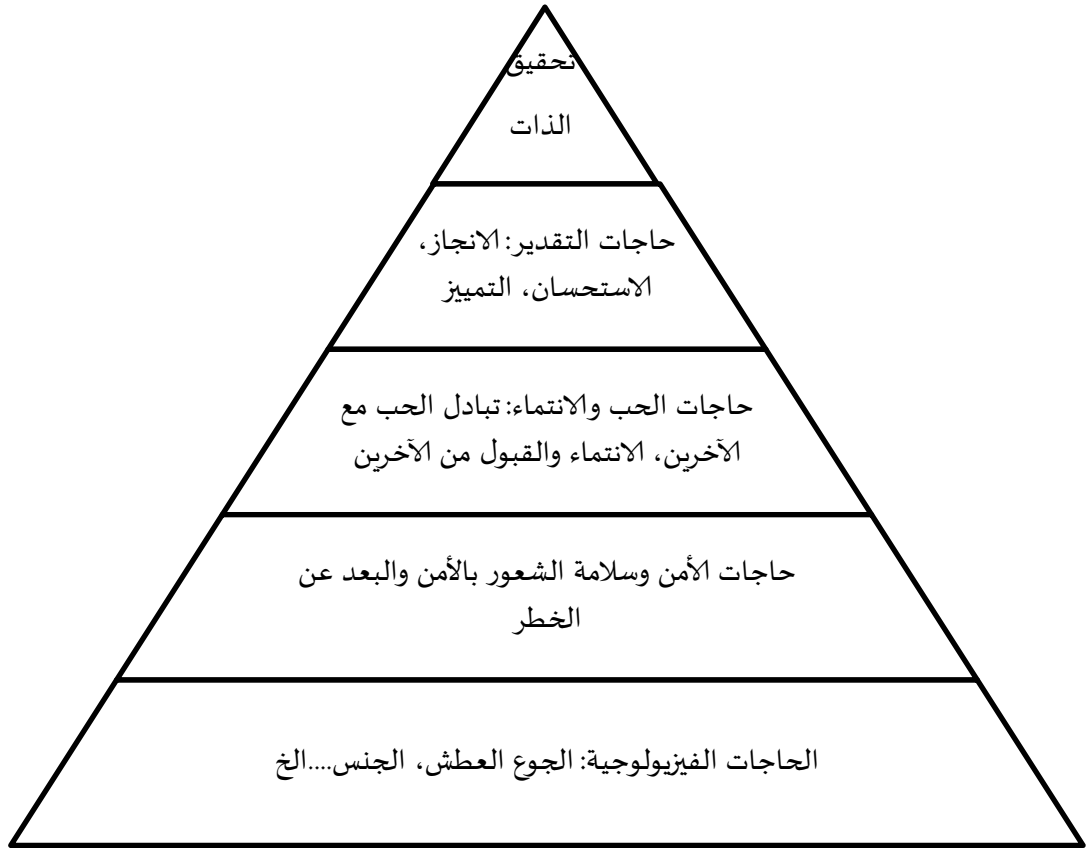 تحقيق
الذات
حاجات التقدير: الانجاز،
الاستحسان، التمييز
حاجات الحب والانتماء: تبادل الحب مع
الآخرين، الانتماء والقبول من الآخرين
حاجات الأمن وسلامة الشعور بالأمن والبعد عن
الخطر
الحاجات الفيزيولوجية: الجوع العطش، الجنس....الخ